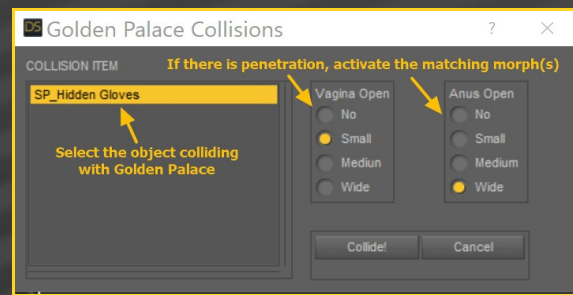 DS Golden Palace Collisions ? ×
COLLISION ITEM
If there is penetration, activate the matching morph(s)
SP_Hidden Gloves
Select the object colliding
with Golden Palace
Vagina Open
No
Small
Mediun
Wide
Anus Open
No
Small
Medium
Wide
Collide!
Cancel